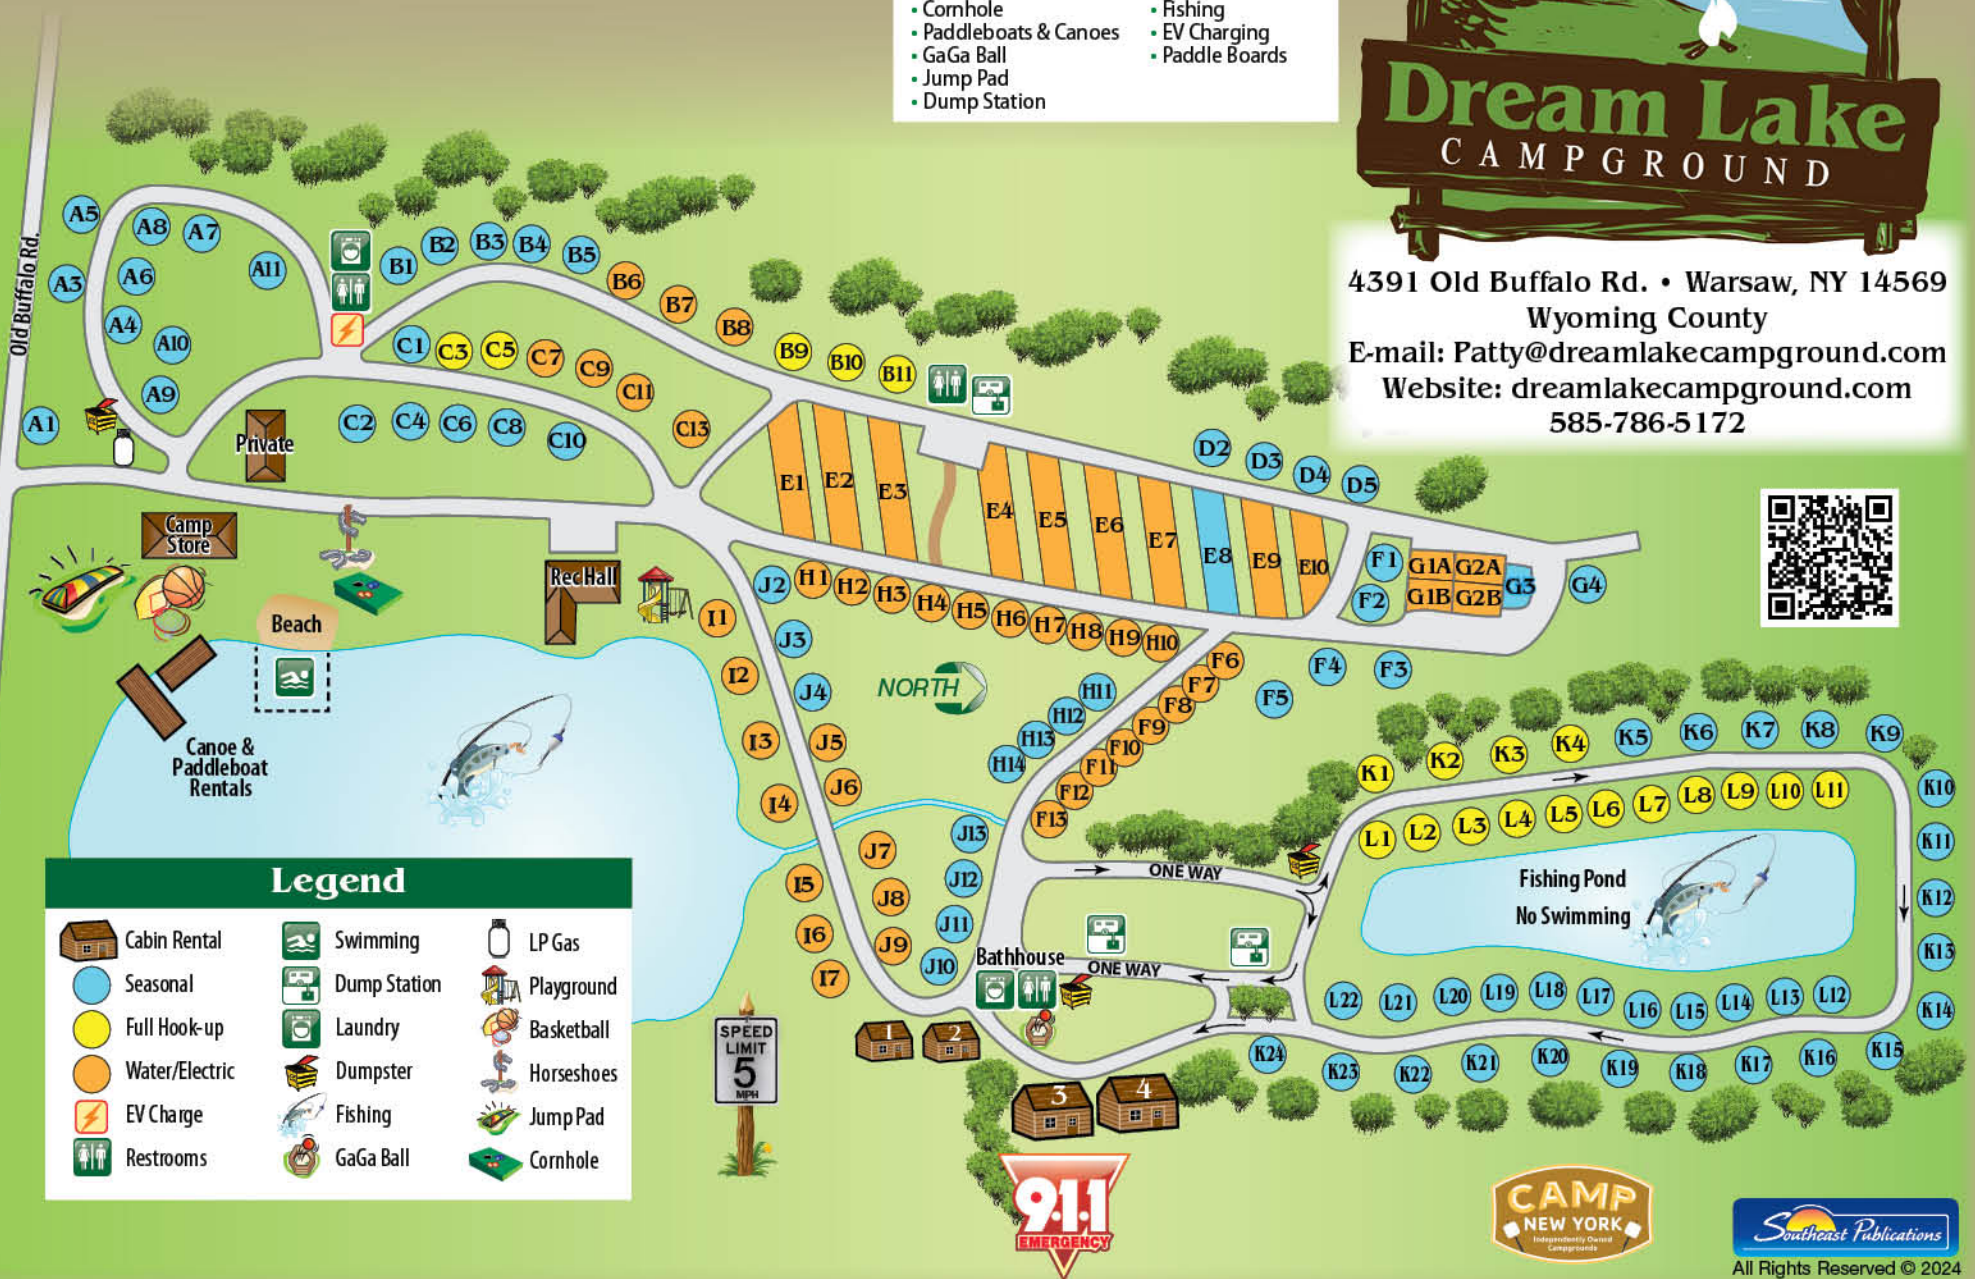 • Cornhole
• Paddleboats & Canoes
• GaGa Ball
• Jump Pad
• Dump Station
• Fishing
• EV Charging
• Paddle Boards
Dream Lake
CAMPGROUND
4391 Old Buffalo Rd. • Warsaw, NY 14569
Wyoming County
E-mail: Patty@dreamlakecampground.com
Website: dreamlakecampground.com
585-786-5172
Old Buffalo Rd.
A5
A8
A7
A3
A6
A11
A4
A10
A9
A1
B1
B2
B3
B4
B5
B6
B7
B8
B9
B10
B11
C1
C3
C5
C7
C9
C11
C13
C2
C4
C6
C8
C10
Private
D2
D3
D4
D5
E1
E2
E3
E4
E5
E6
E7
E8
E9
E10
F1
F2
G1A
G2A
G1B
G2B
G3
G4
Camp
Store
Rec Hall
Beach
Canoe &
Paddleboat
Rentals
J2
H1
H2
H3
H4
H5
H6
H7
H8
H9
H10
I1
J3
I2
J4
I3
J5
I4
J6
NORTH
H11
H12
H13
H14
F6
F7
F8
F9
F10
F11
F12
F13
F5
F4
F3
J7
J13
I5
J8
J12
I6
J9
J11
I7
J10
Bathhouse
ONE WAY
ONE WAY
K1
K2
K3
K4
K5
K6
K7
K8
K9
K10
K11
K12
K13
K14
K15
L1
L2
L3
L4
L5
L6
L7
L8
L9
L10
L11
Fishing Pond
No Swimming
L22
L21
L20
L19
L18
L17
L16
L15
L14
L13
L12
K24
K23
K22
K21
K20
K19
K18
K17
K16
1
2
3
4
SPEED
LIMIT
5
MPH
Legend
Cabin Rental
Seasonal
Full Hook-up
Water/Electric
EV Charge
Restrooms
Swimming
Dump Station
Laundry
Dumpster
Fishing
GaGa Ball
LP Gas
Playground
Basketball
Horseshoes
Jump Pad
Cornhole
9.1.1
EMERGENCY
CAMP
NEW YORK
Independently Owned
Campgrounds
Southeast Publications
All Rights Reserved © 2024